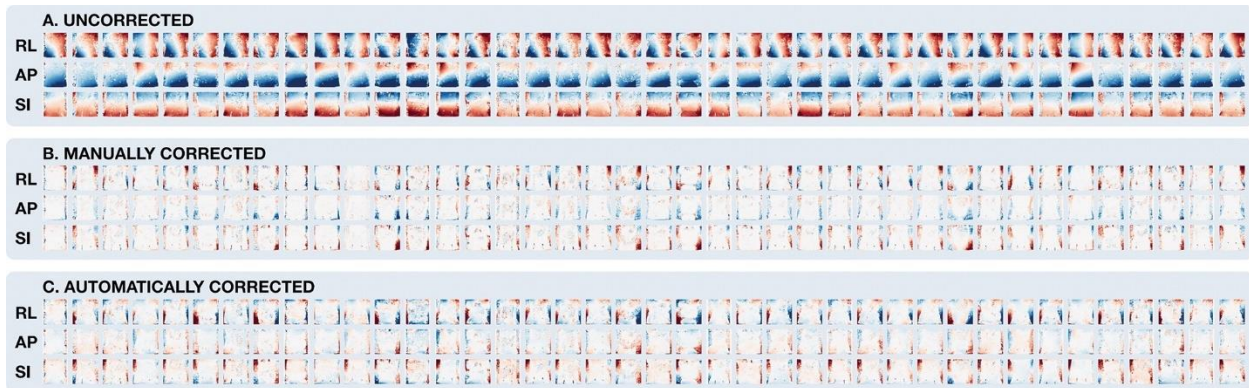 A. UNCORRECTED
RL
AP
SI
B. MANUALLY CORRECTED
RL
AP
SI
C. AUTOMATICALLY CORRECTED
RL
AP
SI